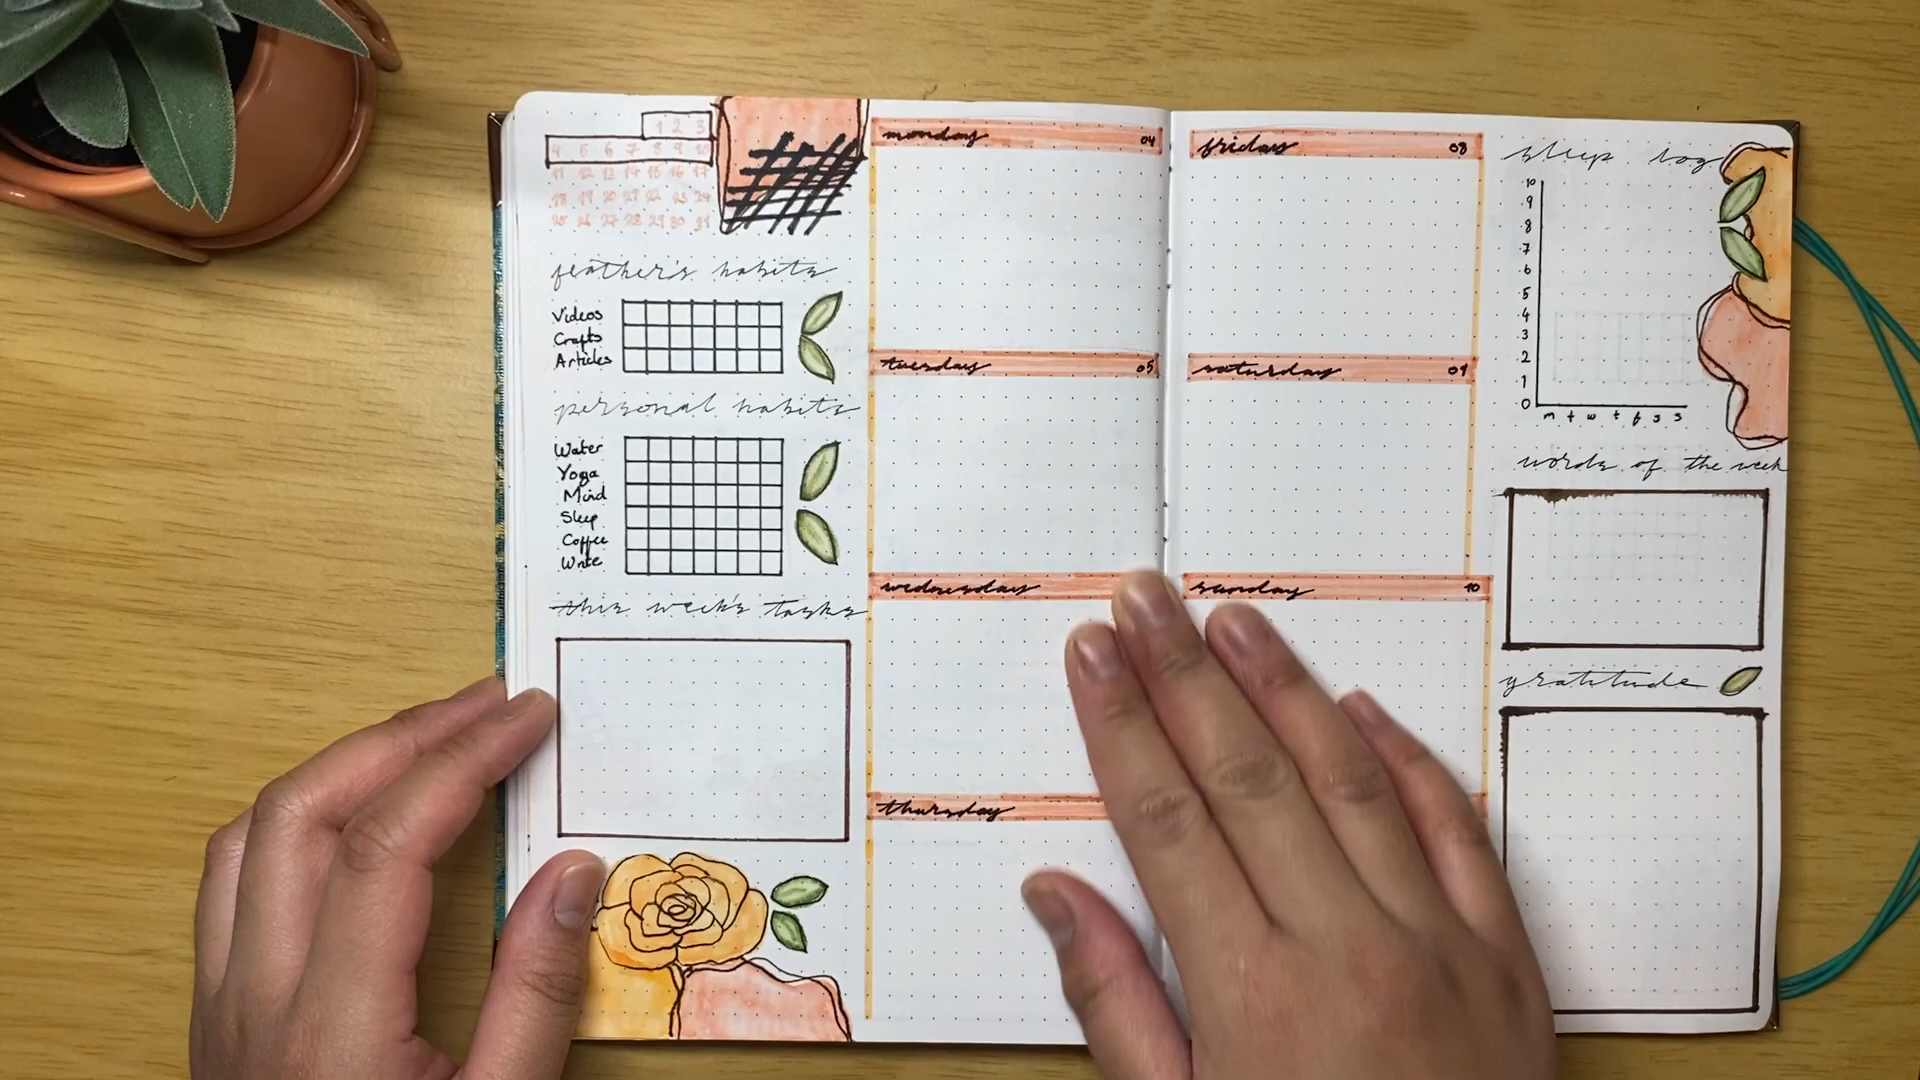 1 2 3
4 5 6 7 8 9 10
11 12 13 14 15 16 17
18 19 20 21 22 23 24
25 26 27 28 29 30 31
feather's habits
Videos
Crafts
Articles
personal habits
Water
Yoga
Mind
Sleep
Coffee
Write
this week's tasks
monday 04
tuesday 05
wednesday
thursday
friday 08
saturday 09
sunday 10
sleep log
10
9
8
7
6
5
4
3
2
1
0
m t w t f s s
words of the week
gratitude